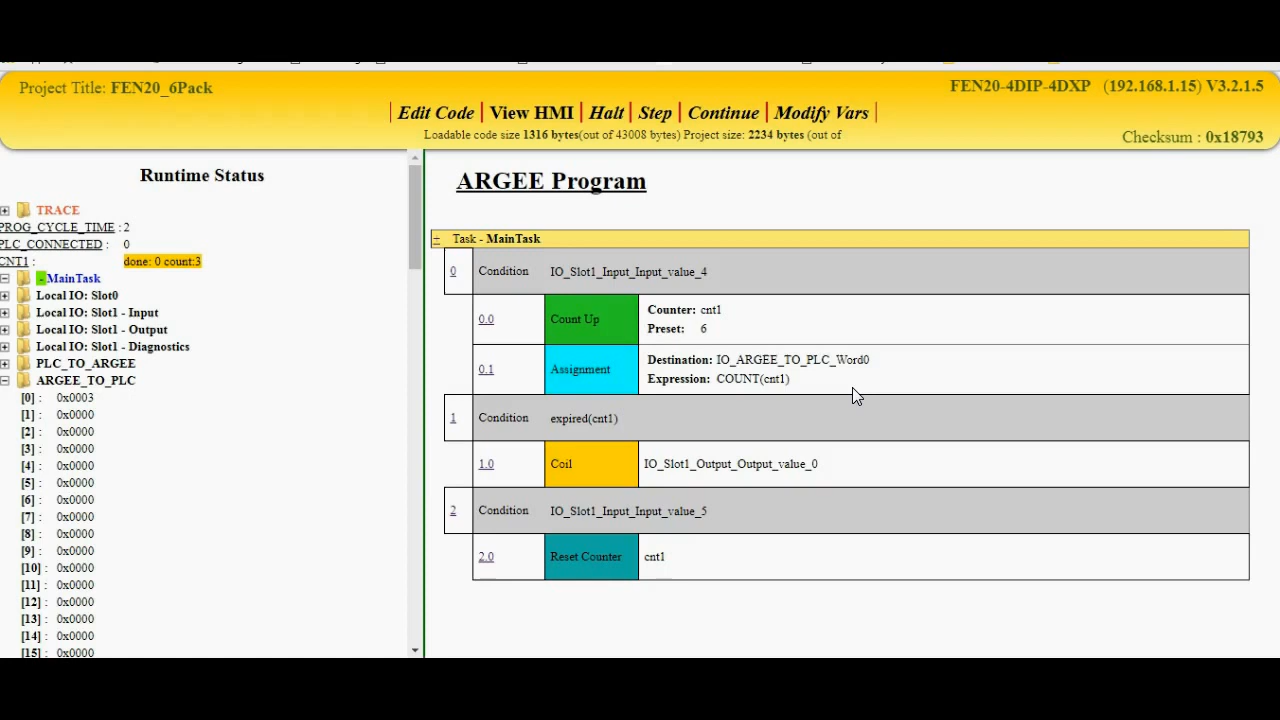 Project Title: FEN20_6Pack
FEN20-4DIP-4DXP (192.168.1.15) V3.2.1.5
Edit Code | View HMI | Halt | Step | Continue | Modify Vars
Loadable code size 1316 bytes(out of 43008 bytes) Project size: 2234 bytes (out of
Checksum : 0x18793
Runtime Status
TRACE
PROG_CYCLE_TIME : 2
PLC_CONNECTED : 0
CNT1 : done: 0 count:3
-MainTask
Local IO: Slot0
Local IO: Slot1 - Input
Local IO: Slot1 - Output
Local IO: Slot1 - Diagnostics
PLC_TO_ARGEE
ARGEE_TO_PLC
[0] : 0x0003
[1] : 0x0000
[2] : 0x0000
[3] : 0x0000
[4] : 0x0000
[5] : 0x0000
[6] : 0x0000
[7] : 0x0000
[8] : 0x0000
[9] : 0x0000
[10] : 0x0000
[11] : 0x0000
[12] : 0x0000
[13] : 0x0000
[14] : 0x0000
[15] : 0x0000
ARGEE Program
+ Task - MainTask
0 Condition IO_Slot1_Input_Input_value_4
0.0 Count Up Counter: cnt1
Preset: 6
0.1 Assignment Destination: IO_ARGEE_TO_PLC_Word0
Expression: COUNT(cnt1)
1 Condition expired(cnt1)
1.0 Coil IO_Slot1_Output_Output_value_0
2 Condition IO_Slot1_Input_Input_value_5
2.0 Reset Counter cnt1